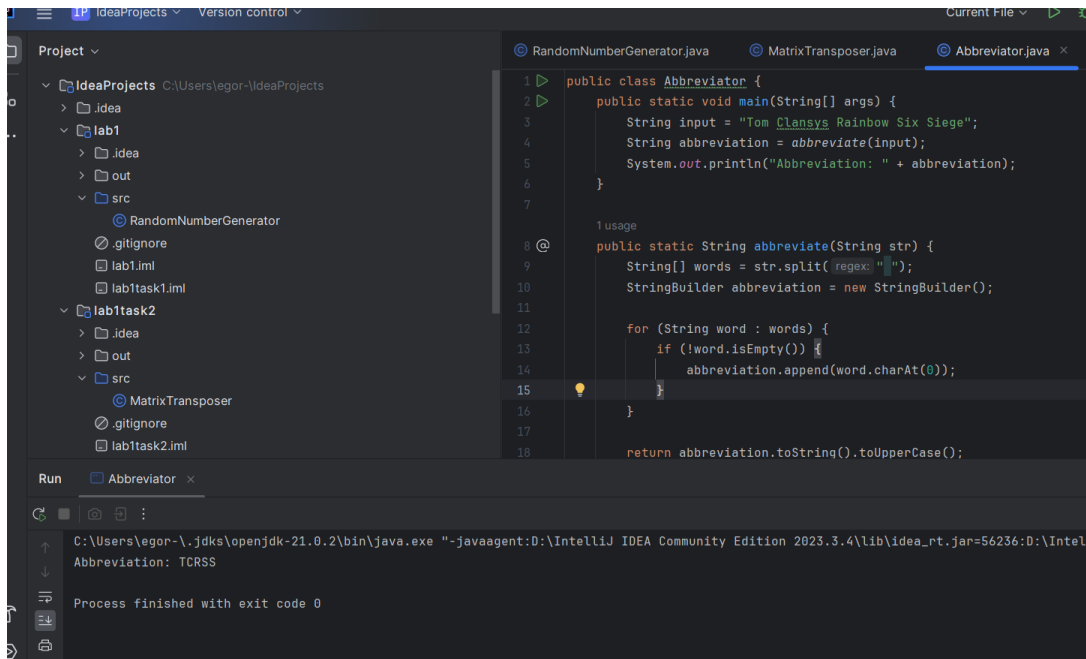 IP IdeaProjects Version control Current File
Project
IdeaProjects C:\Users\egor-\IdeaProjects
.idea
lab1
.idea
out
src
RandomNumberGenerator
.gitignore
lab1.iml
lab1task1.iml
lab1task2
.idea
out
src
MatrixTransposer
.gitignore
lab1task2.iml
RandomNumberGenerator.java MatrixTransposer.java Abbreviator.java
1 public class Abbreviator {
2 public static void main(String[] args) {
3 String input = "Tom Clansys Rainbow Six Siege";
4 String abbreviation = abbreviate(input);
5 System.out.println("Abbreviation: " + abbreviation);
6 }
7
1 usage
8 @ public static String abbreviate(String str) {
9 String[] words = str.split( regex: " ");
10 StringBuilder abbreviation = new StringBuilder();
11
12 for (String word : words) {
13 if (!word.isEmpty()) {
14 abbreviation.append(word.charAt(0));
15 }
16 }
17
18 return abbreviation.toString().toUpperCase();
Run Abbreviator
C:\Users\egor-\.jdks\openjdk-21.0.2\bin\java.exe "-javaagent:D:\IntelliJ IDEA Community Edition 2023.3.4\lib\idea_rt.jar=56236:D:\Intel
Abbreviation: TCRSS
Process finished with exit code 0